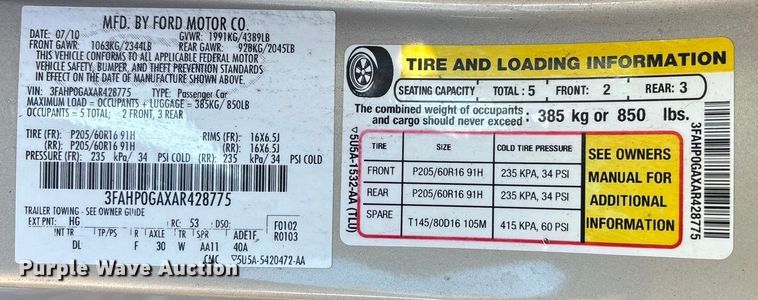 MFD. BY FORD MOTOR CO.
DATE: 07/10 GVWR: 1991KG/4389LB
FRONT GAWR: 1063KG/2344LB REAR GAWR: 928KG/2045LB
THIS VEHICLE CONFORMS TO ALL APPLICABLE FEDERAL MOTOR
VEHICLE SAFETY, BUMPER, AND THEFT PREVENTION STANDARDS
IN EFFECT ON THE DATE OF MANUFACTURE SHOWN ABOVE.
VIN: 3FAHP0GAXAR428775 TYPE: Passenger Car
MAXIMUM LOAD = OCCUPANTS + LUGGAGE = 385KG/850LB
OCCUPANTS = 5 TOTAL: 2 FRONT, 3 REAR
TIRE (FR): P205/60R16 91H RIMS (FR): 16X6.5J
(RR): P205/60R16 91H (RR): 16X6.5J
PRESSURE (FR): 235 kPa/ 34 PSI COLD (RR): 235 kPa/ 34 PSI COLD
3FAHP0GAXAR428775
TRAILER TOWING - SEE OWNER GUIDE
EXT PNT: HG RC: 53 DSO: F0102
R0103
INT TR TP/PS R AXLE TR SPR ADE1F
DL F 30 W AA11 40A
CMC ▽5U5A-5420472-AA
TIRE AND LOADING INFORMATION
SEATING CAPACITY TOTAL : 5 FRONT: 2 REAR: 3
The combined weight of occupants
and cargo should never exceed : 385 kg or 850 lbs.
TIRE SIZE COLD TIRE PRESSURE
FRONT P205/60R16 91H 235 KPA, 34 PSI
REAR P205/60R16 91H 235 KPA, 34 PSI
SPARE T145/80D16 105M 415 KPA, 60 PSI
SEE OWNERS
MANUAL FOR
ADDITIONAL
INFORMATION
▽5U5A-1532-AA (TLU)
3FAHP0GAXAR428775
Purple Wave Auction